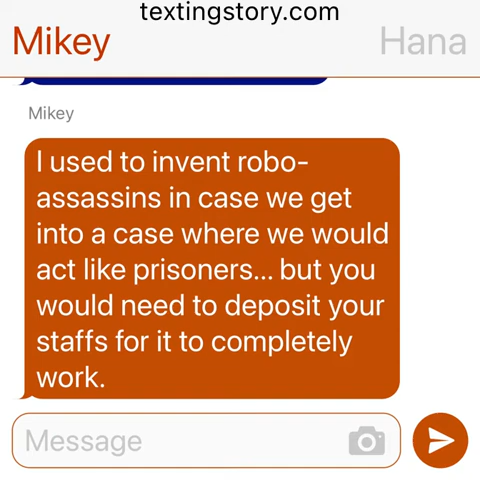 textingstory.com
Mikey Hana
Mikey
I used to invent robo-
assassins in case we get
into a case where we would
act like prisoners... but you
would need to deposit your
staffs for it to completely
work.
Message